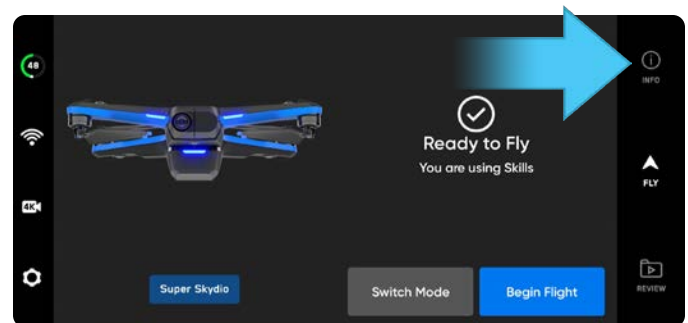 48
INFO
Ready to Fly
You are using Skills
FLY
4K
Super Skydio
Switch Mode
Begin Flight
REVIEW